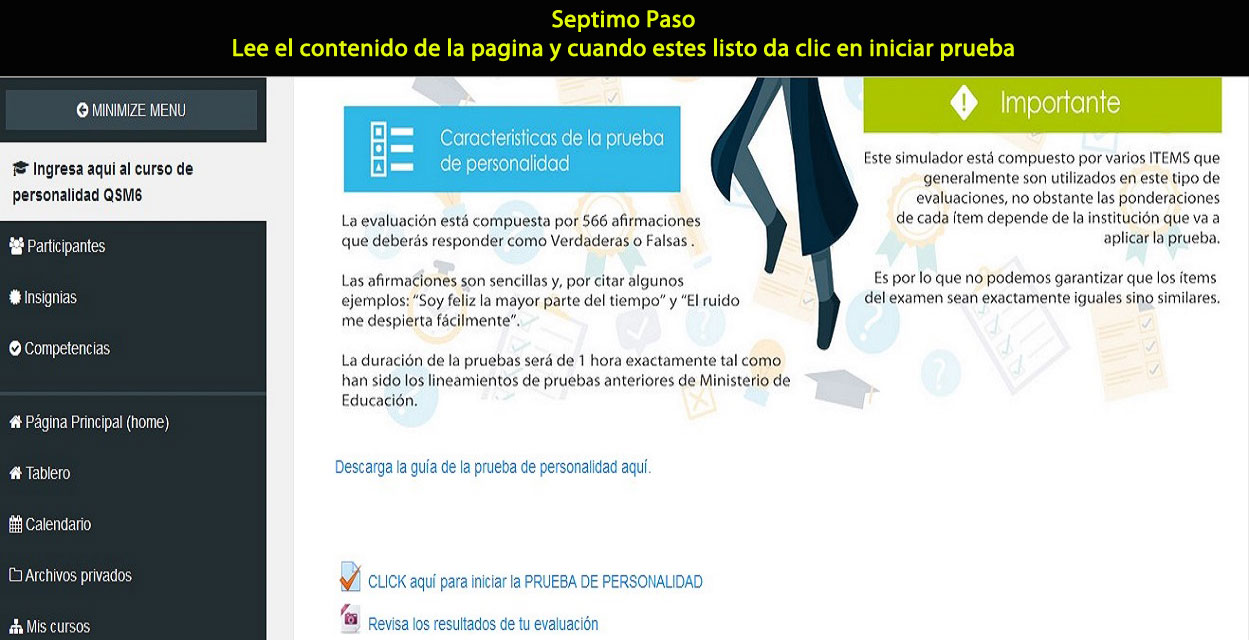 Septimo Paso
Lee el contenido de la pagina y cuando estes listo da clic en iniciar prueba
MINIMIZE MENU
Ingresa aquí al curso de
personalidad QSM6
Participantes
Insignias
Competencias
Página Principal (home)
Tablero
Calendario
Archivos privados
Mis cursos
Caracteristicas de la prueba
de personalidad
La evaluación está compuesta por 566 afirmaciones
que deberás responder como Verdaderas o Falsas .
Las afirmaciones son sencillas y, por citar algunos
ejemplos: “Soy feliz la mayor parte del tiempo” y “El ruido
me despierta fácilmente”.
La duración de la pruebas será de 1 hora exactamente tal como
han sido los lineamientos de pruebas anteriores de Ministerio de
Educación.
Importante
Este simulador está compuesto por varios ITEMS que
generalmente son utilizados en este tipo de
evaluaciones, no obstante las ponderaciones
de cada ítem depende de la institución que va a
aplicar la prueba.
Es por lo que no podemos garantizar que los ítems
del examen sean exactamente iguales sino similares.
Descarga la guía de la prueba de personalidad aquí.
CLICK aquí para iniciar la PRUEBA DE PERSONALIDAD
Revisa los resultados de tu evaluación